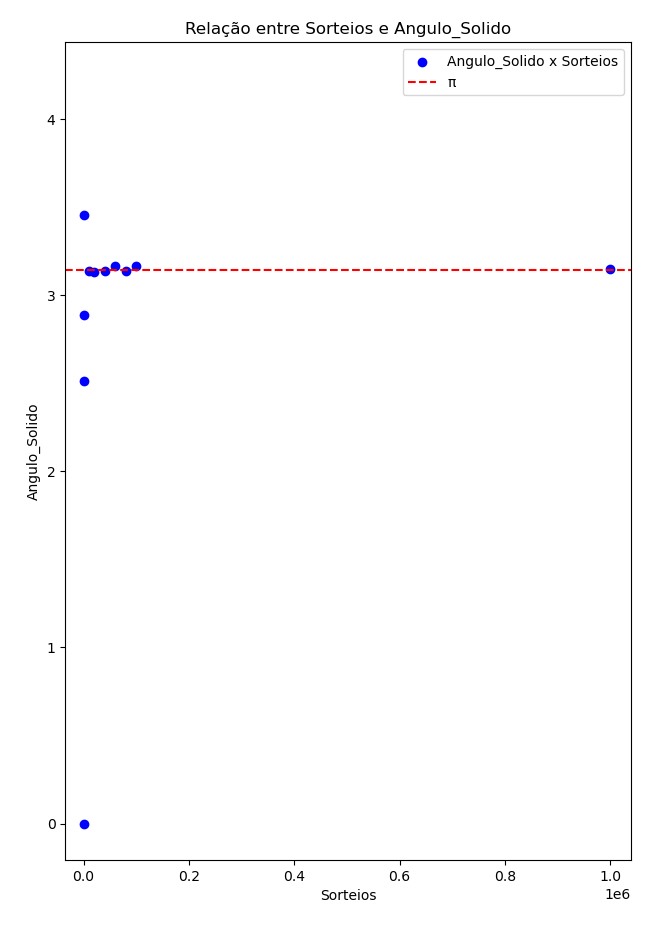 Relação entre Sorteios e Angulo_Solido
Angulo_Solido x Sorteios
π
4
3
2
1
0
Angulo_Solido
0.0 0.2 0.4 0.6 0.8 1.0
1e6
Sorteios